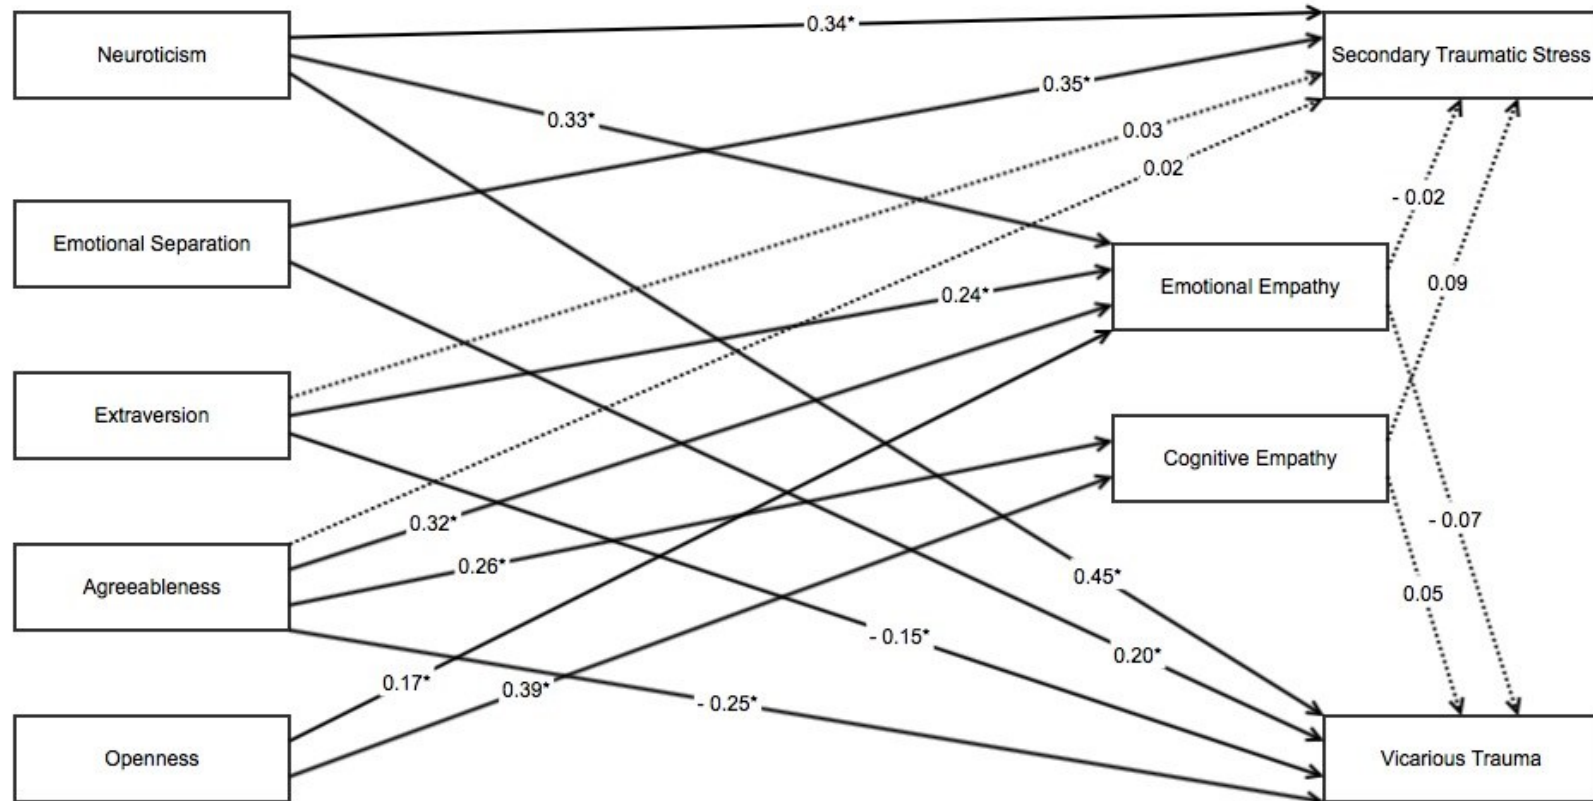 Neuroticism
Emotional Separation
Extraversion
Agreeableness
Openness
0.34*
0.35*
0.33*
0.03
0.02
0.24*
0.32*
0.26*
0.17*
0.39*
- 0.25*
- 0.15*
0.20*
0.45*
Secondary Traumatic Stress
- 0.02
0.09
Emotional Empathy
Cognitive Empathy
- 0.07
0.05
Vicarious Trauma